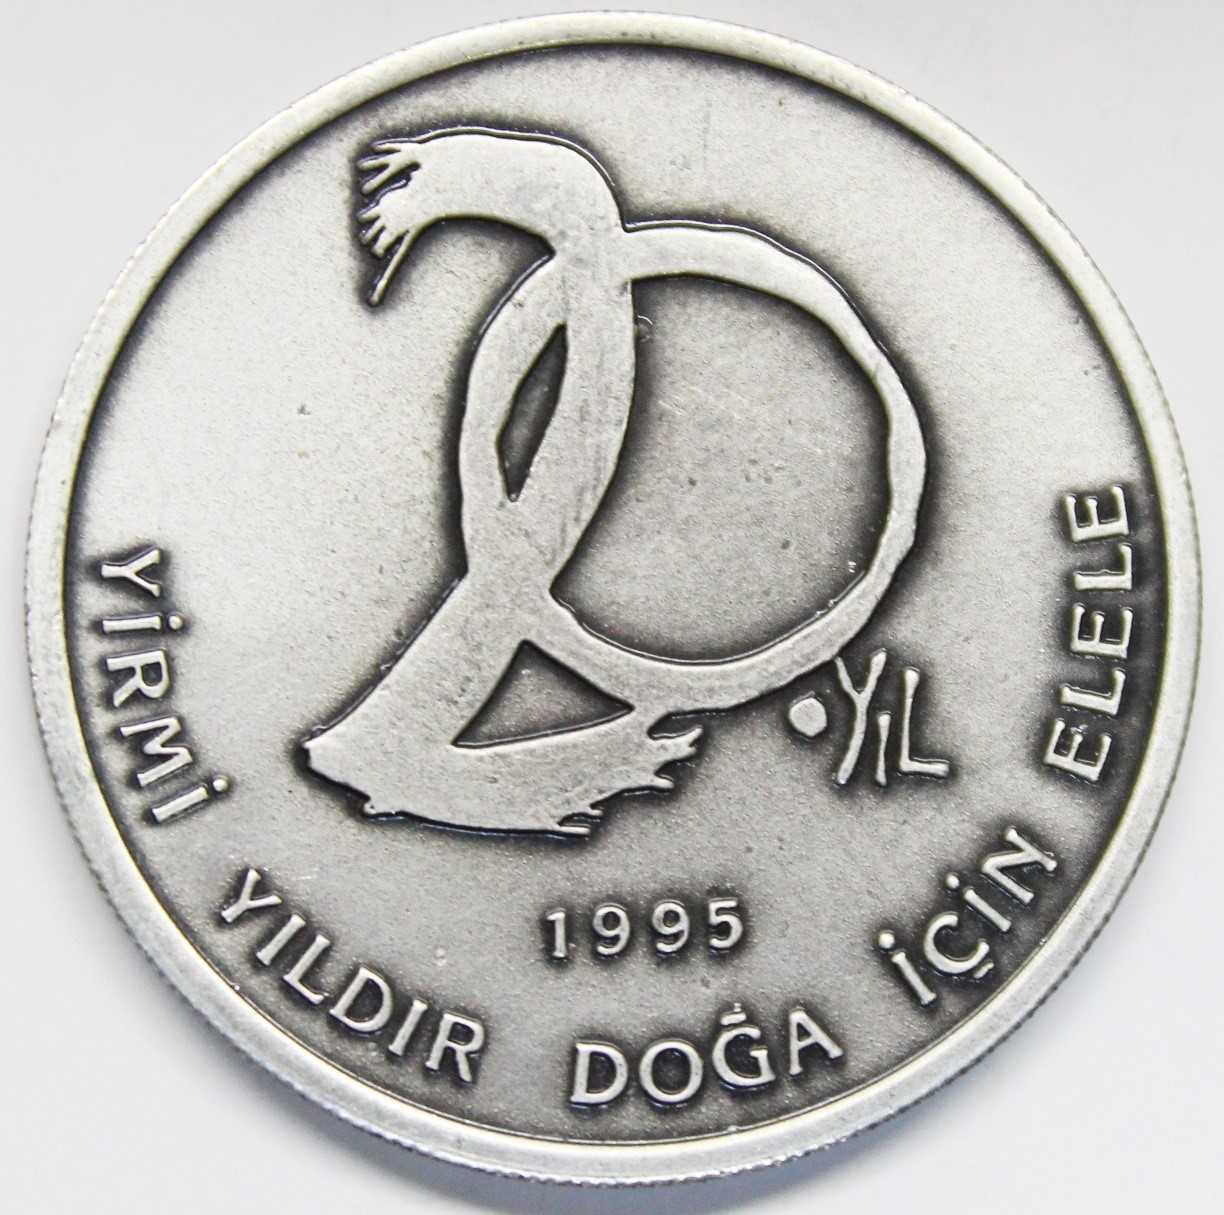 20. YIL
1995
YİRMİ YILDIR DOĞA İÇİN ELELE